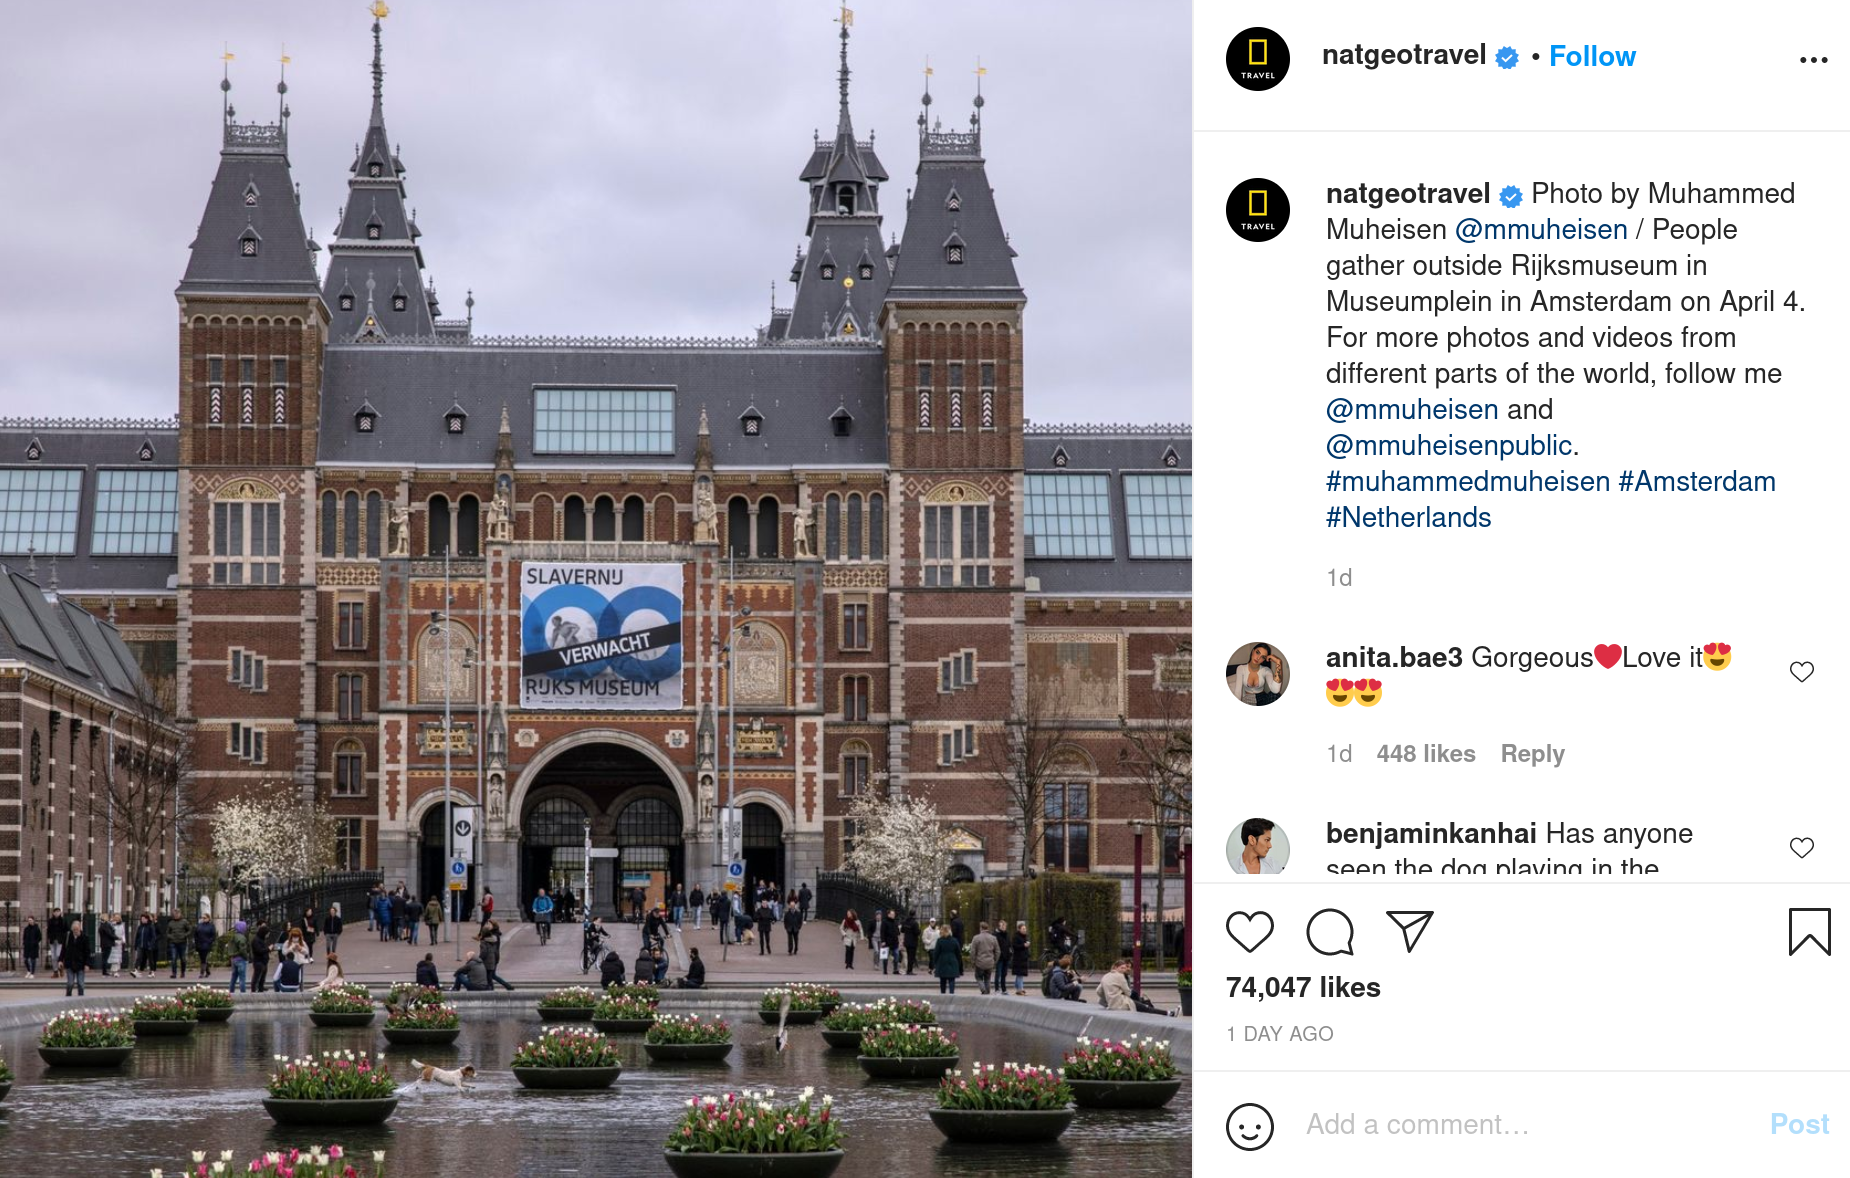 SLAVERNIJ
VERWACHT
RIJKS MUSEUM
TRAVEL
natgeotravel • Follow
TRAVEL
natgeotravel Photo by Muhammed
Muheisen @mmuheisen / People
gather outside Rijksmuseum in
Museumplein in Amsterdam on April 4.
For more photos and videos from
different parts of the world, follow me
@mmuheisen and
@mmuheisenpublic.
#muhammedmuheisen #Amsterdam
#Netherlands
1d
anita.bae3 Gorgeous❤️Love it😍
😍😍
1d 448 likes Reply
benjaminkanhai Has anyone
seen the dog playing in the
74,047 likes
1 DAY AGO
Add a comment… Post